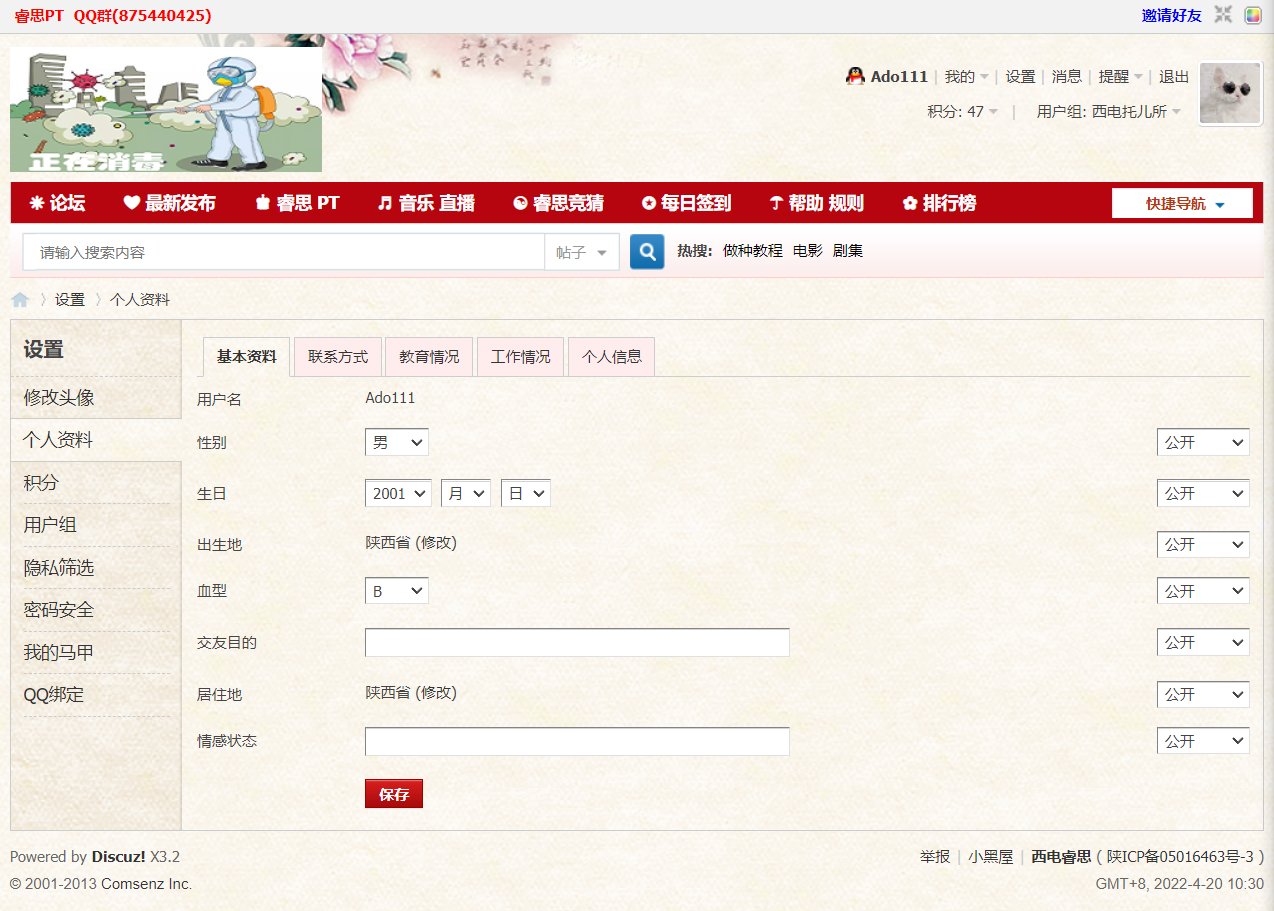 睿思PT QQ群(875440425)
邀请好友
正在消毒
Ado111 | 我的 | 设置 | 消息 | 提醒 | 退出
积分: 47 | 用户组: 西电托儿所
论坛 最新发布 睿思 PT 音乐 直播 睿思竞猜 每日签到 帮助 规则 排行榜 快捷导航
请输入搜索内容 帖子 热搜: 做种教程 电影 剧集
设置 个人资料
设置
修改头像
个人资料
积分
用户组
隐私筛选
密码安全
我的马甲
QQ绑定
基本资料 联系方式 教育情况 工作情况 个人信息
用户名 Ado111
性别 男 公开
生日 2001 月 日 公开
出生地 陕西省 (修改) 公开
血型 B 公开
交友目的 公开
居住地 陕西省 (修改) 公开
情感状态 公开
保存
Powered by Discuz! X3.2
© 2001-2013 Comsenz Inc.
举报 | 小黑屋 | 西电睿思 ( 陕ICP备05016463号-3 )
GMT+8, 2022-4-20 10:30